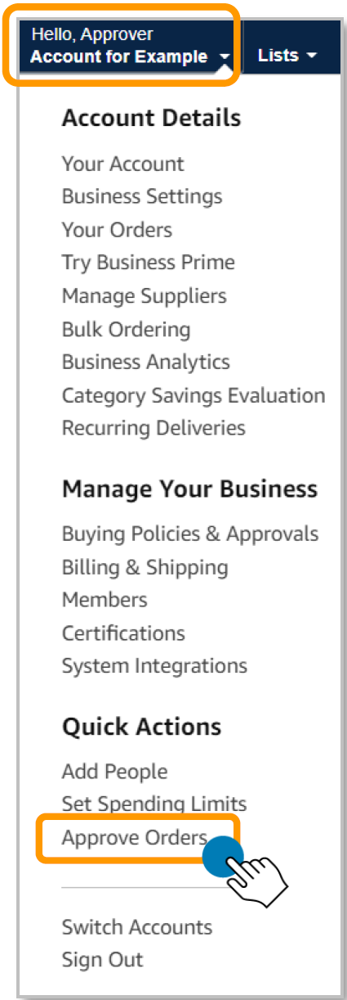 Hello, Approver
Account for Example
Lists
Account Details
Your Account
Business Settings
Your Orders
Try Business Prime
Manage Suppliers
Bulk Ordering
Business Analytics
Category Savings Evaluation
Recurring Deliveries
Manage Your Business
Buying Policies & Approvals
Billing & Shipping
Members
Certifications
System Integrations
Quick Actions
Add People
Set Spending Limits
Approve Orders
Switch Accounts
Sign Out